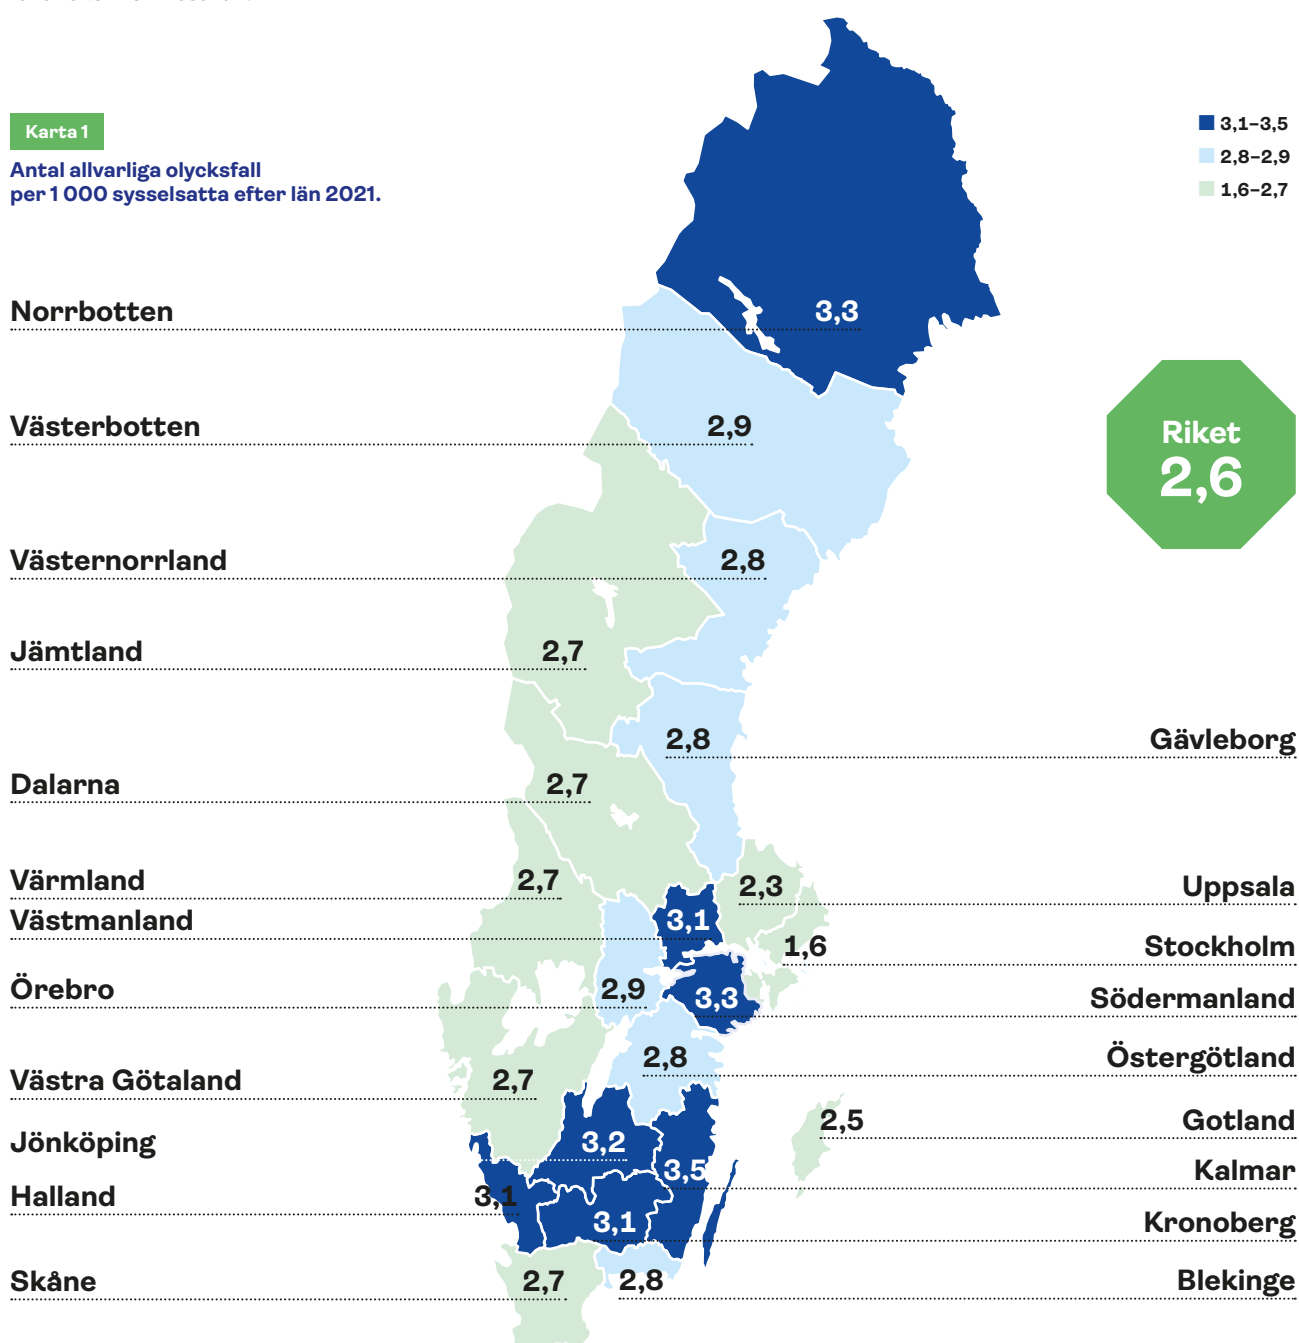 Karta 1
Antal allvarliga olycksfall
per 1 000 sysselsatta efter län 2021.
3,1–3,5
2,8–2,9
1,6–2,7
Norrbotten 3,3
Västerbotten 2,9
Riket
2,6
Västernorrland 2,8
Jämtland 2,7
2,8 Gävleborg
Dalarna 2,7
Värmland 2,7
2,3 Uppsala
Västmanland 3,1
1,6 Stockholm
Örebro 2,9
3,3 Södermanland
2,8 Östergötland
Västra Götaland 2,7
2,5 Gotland
Jönköping 3,2
3,5 Kalmar
Halland 3,1
3,1 Kronoberg
Skåne 2,7
2,8 Blekinge